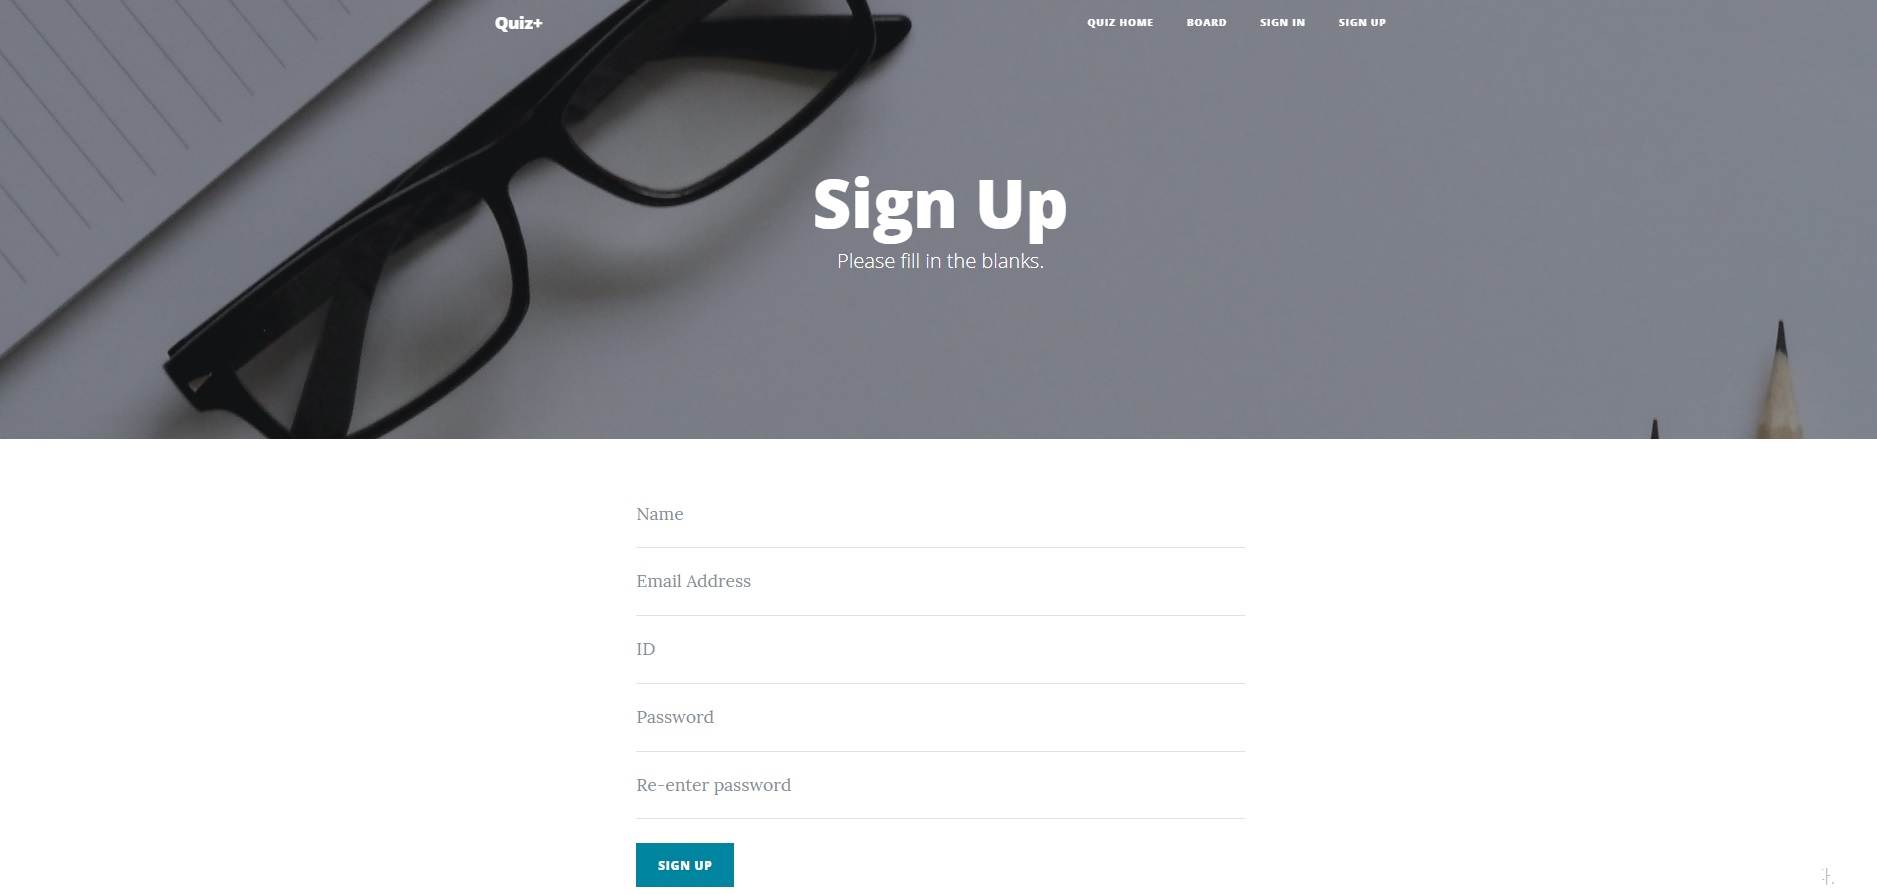 Quiz+
QUIZ HOME BOARD SIGN IN SIGN UP
Sign Up
Please fill in the blanks.
Name
Email Address
ID
Password
Re-enter password
SIGN UP